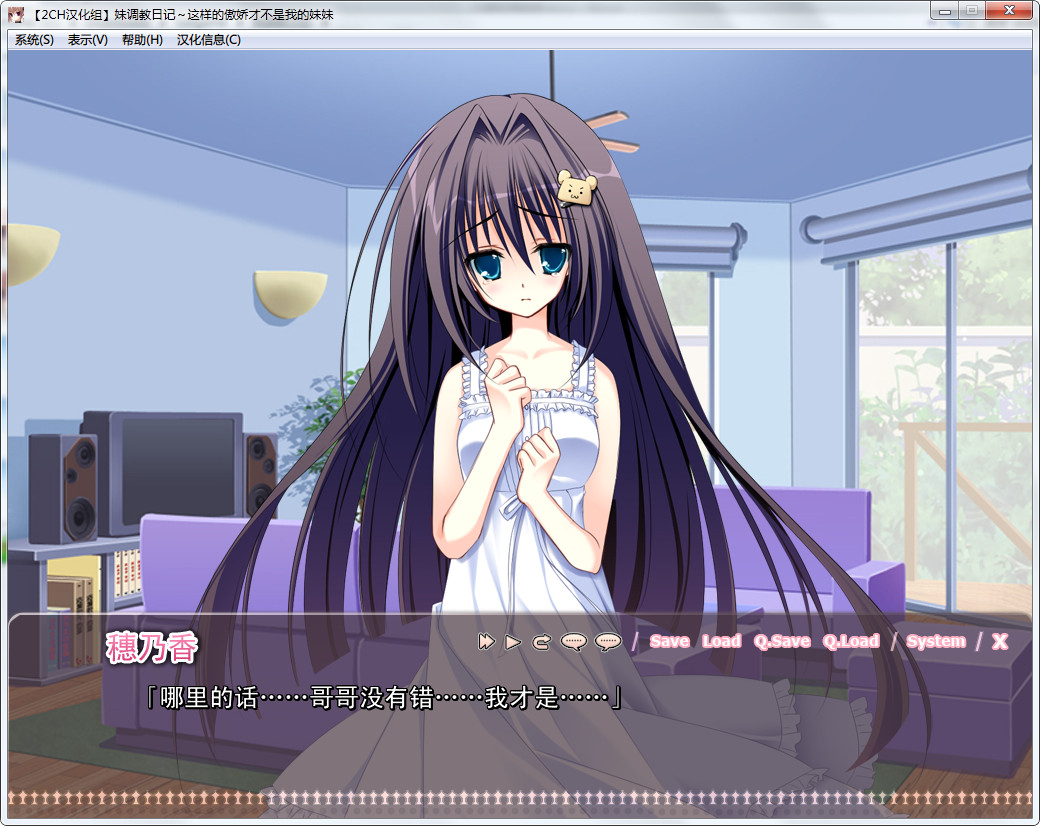 【2CH汉化组】妹调教日记～这样的傲娇才不是我的妹妹
系统(S) 表示(V) 帮助(H) 汉化信息(C)
穗乃香
/ Save Load Q.Save Q.Load / System / X
「哪里的话……哥哥没有错……我才是……」